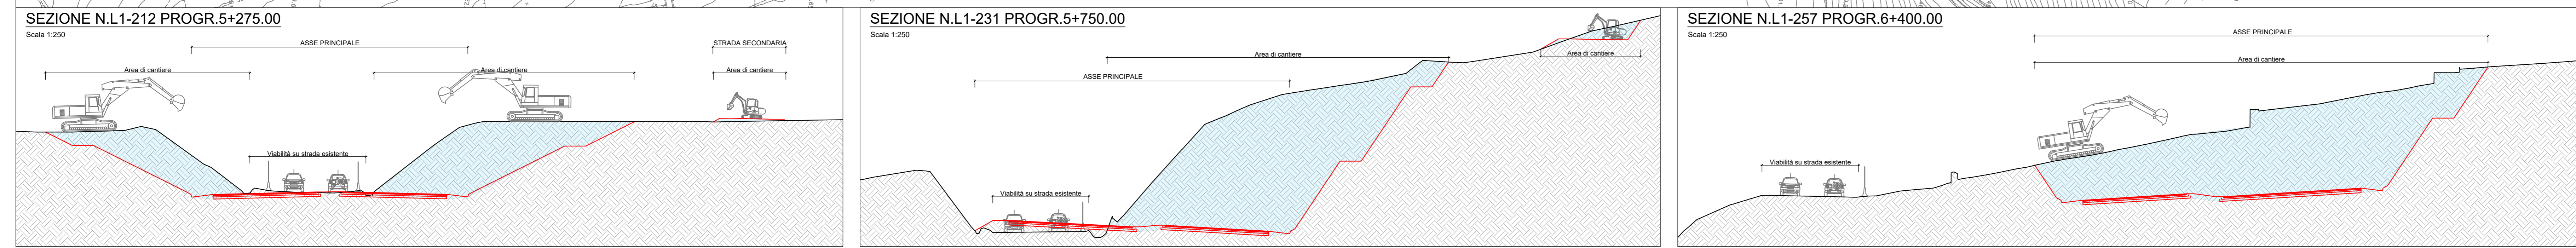 SEZIONE N.L1-212 PROGR.5+275.00
Scala 1:250
ASSE PRINCIPALE
STRADA SECONDARIA
Area di cantiere
Area di cantiere
Area di cantiere
Viabilità su strada esistente
SEZIONE N.L1-231 PROGR.5+750.00
Scala 1:250
Area di cantiere
Area di cantiere
ASSE PRINCIPALE
Viabilità su strada esistente
SEZIONE N.L1-257 PROGR.6+400.00
Scala 1:250
ASSE PRINCIPALE
Area di cantiere
Viabilità su strada esistente